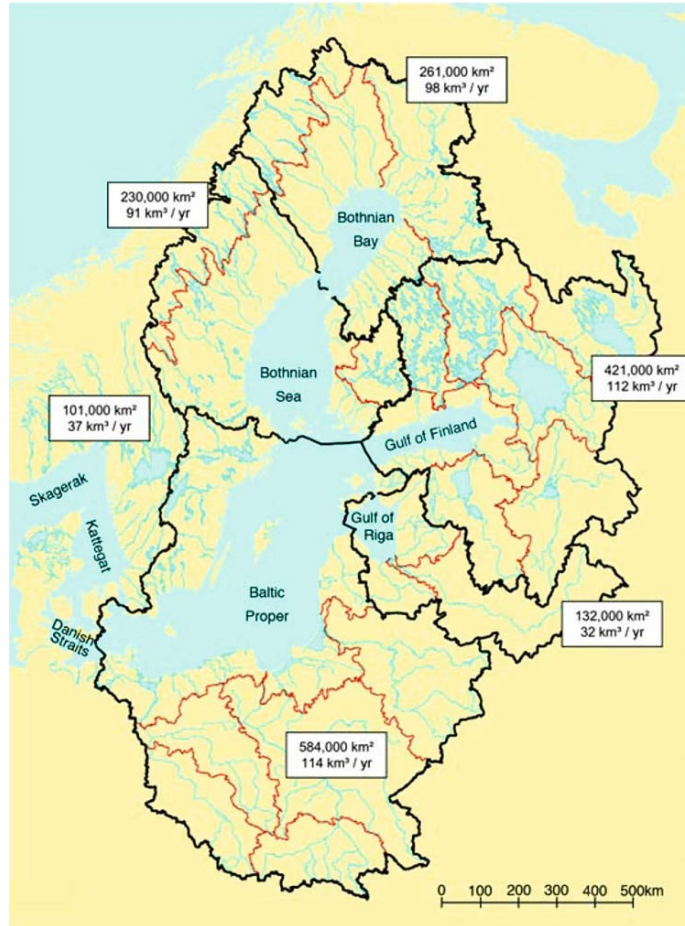 261,000 km²
98 km³ / yr
230,000 km²
91 km³ / yr
Bothnian
Bay
Bothnian
Sea
421,000 km²
112 km³ / yr
101,000 km²
37 km³ / yr
Gulf of Finland
Skagerak
Kattegat
Gulf of
Riga
Baltic
Proper
Danish
Straits
132,000 km²
32 km³ / yr
584,000 km²
114 km³ / yr
0 100 200 300 400 500km